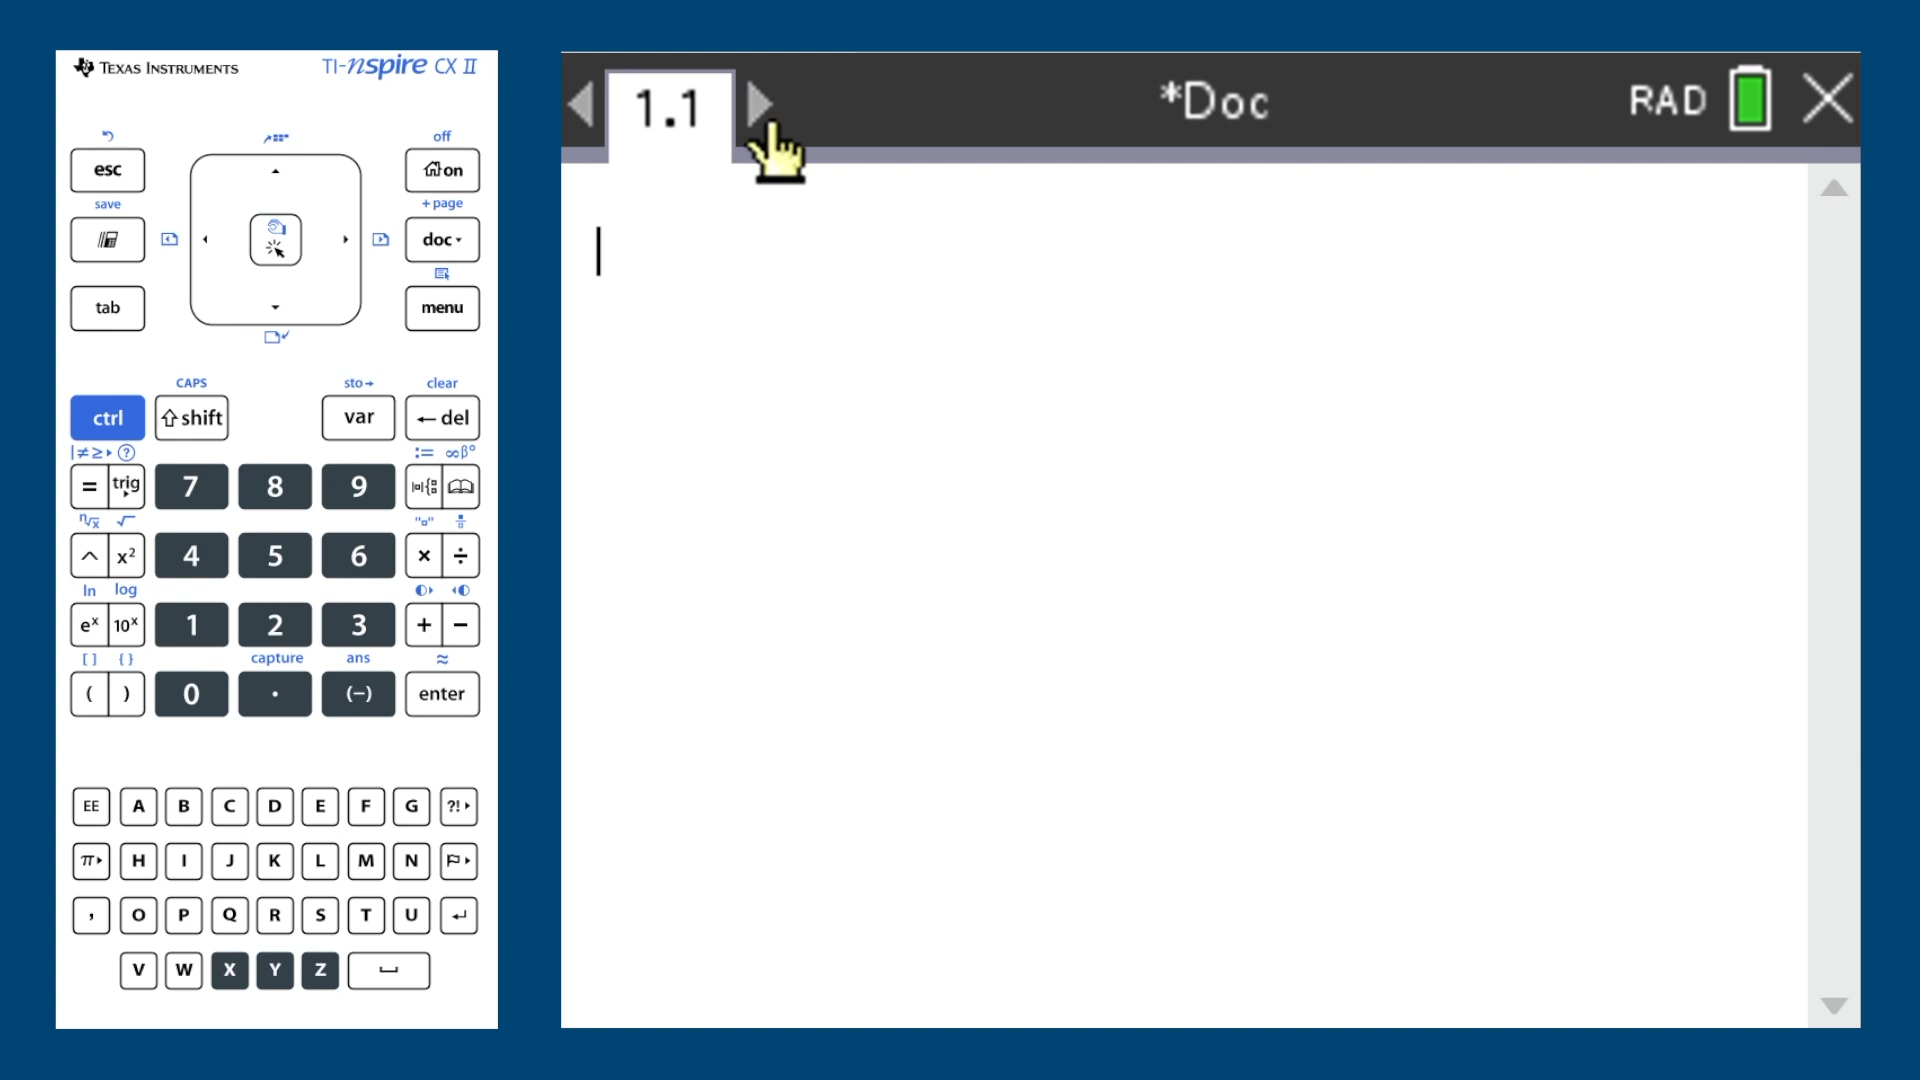 TEXAS INSTRUMENTS TI-nspire CX II
off
esc on
save + page
doc
tab menu
CAPS sto→ clear
ctrl ⇧shift var ←del
|≠≥▸ ? := ∞β°
= trig 7 8 9 |□|{
ⁿ√x √ "□"
^ x² 4 5 6 × ÷
ln log
eˣ 10ˣ 1 2 3 + −
[ ] { } capture ans ≈
( ) 0 . (−) enter
EE A B C D E F G ?!▸
π▸ H I J K L M N
, O P Q R S T U ↵
V W X Y Z
1.1 *Doc RAD